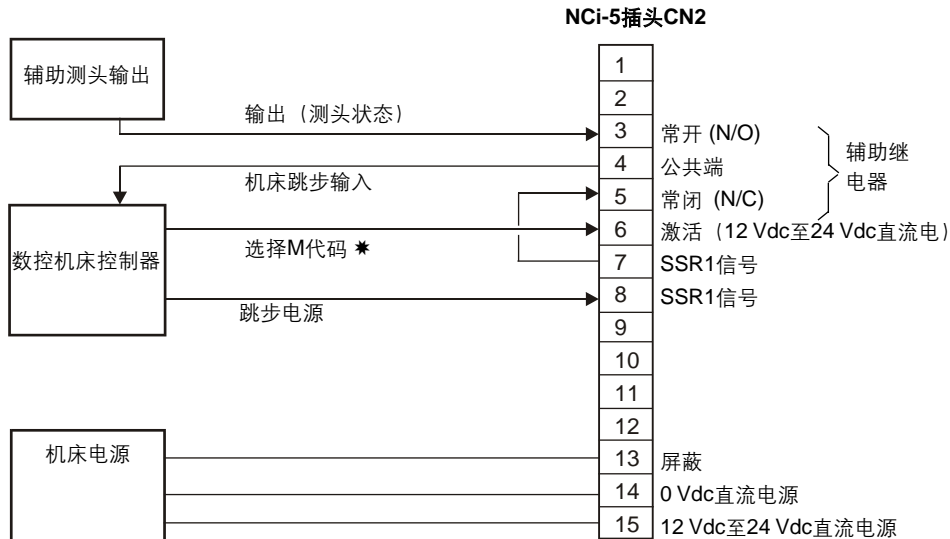 NCi-5插头CN2
辅助测头输出
输出（测头状态）
机床跳步输入
数控机床控制器
选择M代码 ✱
跳步电源
机床电源
1
2
3 常开 (N/O)
4 公共端
5 常闭 (N/C)
6 激活（12 Vdc至24 Vdc直流电）
7 SSR1信号
8 SSR1信号
9
10
11
12
13 屏蔽
14 0 Vdc直流电源
15 12 Vdc至24 Vdc直流电源
辅助继
电器